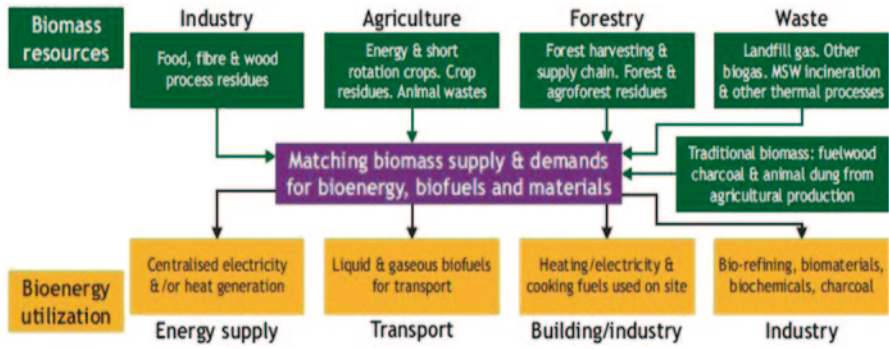 Biomass
resources
Industry
Agriculture
Forestry
Waste
Food, fibre & wood
process residues
Energy & short
rotation crops. Crop
residues. Animal wastes
Forest harvesting &
supply chain. Forest &
agroforest residues
Landfill gas. Other
biogas. MSW incineration
& other thermal processes
Matching biomass supply & demands
for bioenergy, biofuels and materials
Traditional biomass: fuelwood
charcoal & animal dung from
agricultural production
Bioenergy
utilization
Centralised electricity
&/or heat generation
Liquid & gaseous biofuels
for transport
Heating/electricity &
cooking fuels used on site
Bio-refining, biomaterials,
biochemicals, charcoal
Energy supply
Transport
Building/industry
Industry